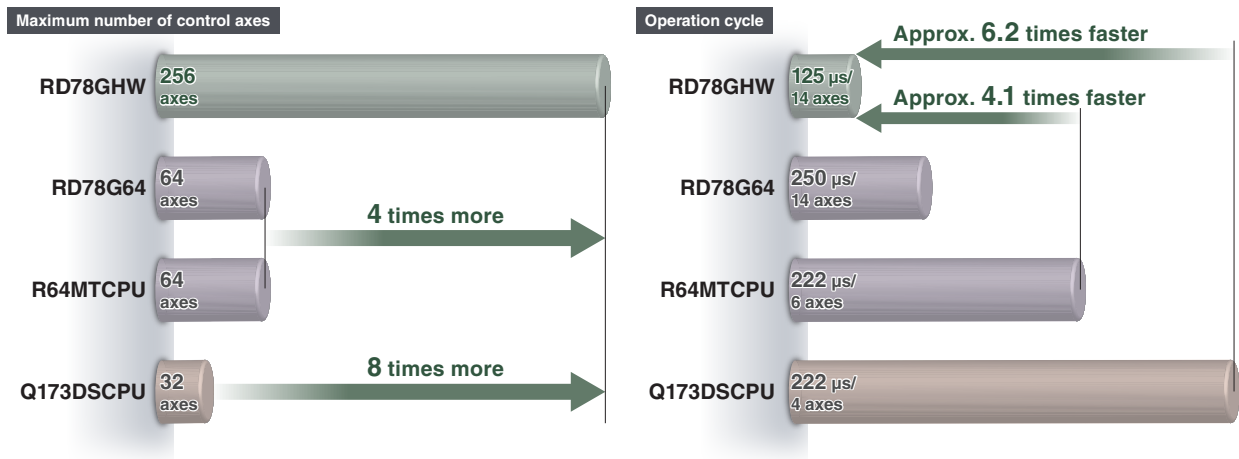 Maximum number of control axes
RD78GHW
256
axes
RD78G64
64
axes
4 times more
R64MTCPU
64
axes
Q173DSCPU
32
axes
8 times more
Operation cycle
Approx. 6.2 times faster
RD78GHW
125 µs/
14 axes
Approx. 4.1 times faster
RD78G64
250 µs/
14 axes
R64MTCPU
222 µs/
6 axes
Q173DSCPU
222 µs/
4 axes